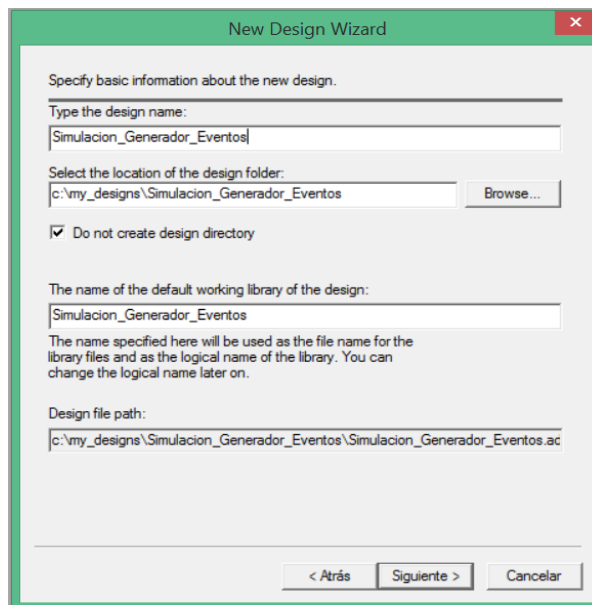 New Design Wizard
Specify basic information about the new design.
Type the design name:
Simulacion_Generador_Eventos
Select the location of the design folder:
c:\my_designs\Simulacion_Generador_Eventos
Browse...
Do not create design directory
The name of the default working library of the design:
Simulacion_Generador_Eventos
The name specified here will be used as the file name for the
library files and as the logical name of the library. You can
change the logical name later on.
Design file path:
c:\my_designs\Simulacion_Generador_Eventos\Simulacion_Generador_Eventos.ad
< Atrás
Siguiente >
Cancelar